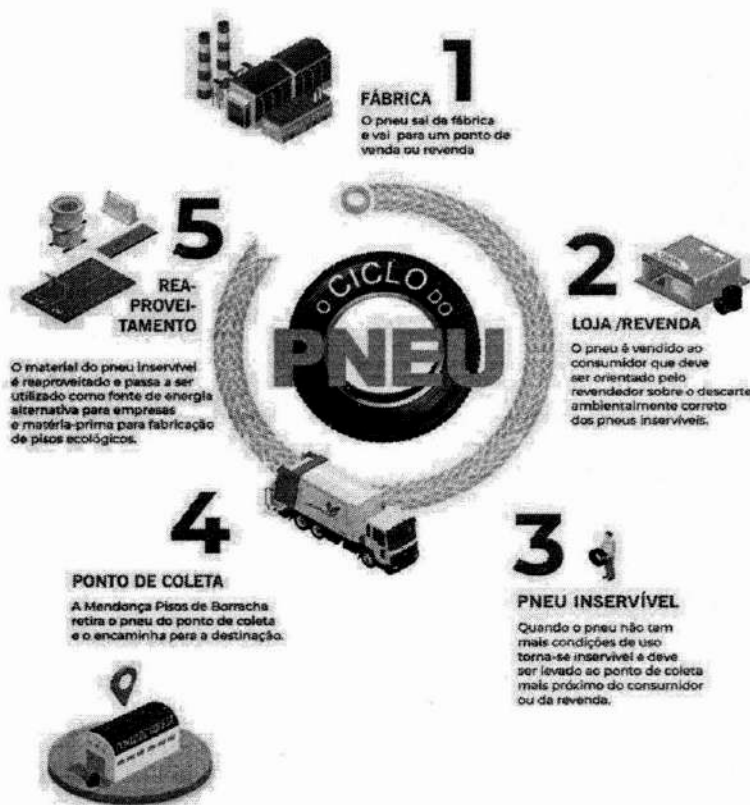 1
FÁBRICA
O pneu sai da fábrica
e vai para um ponto de
venda ou revenda
O CICLO DO
PNEU
2
LOJA /REVENDA
O pneu é vendido ao
consumidor que deve
ser orientado pelo
revendedor sobre o descarte
ambientalmente correto
dos pneus inservíveis.
3
PNEU INSERVÍVEL
Quando o pneu não tem
mais condições de uso
torna-se inservível e deve
ser levado ao ponto de coleta
mais próximo do consumidor
ou da revenda.
4
PONTO DE COLETA
A Mendonça Pisos de Borracha
retira o pneu do ponto de coleta
e o encaminha para a destinação.
5
REA-
PROVEI-
TAMENTO
O material do pneu inservível
é reaproveitado e passa a ser
utilizado como fonte de energia
alternativa para empresas
e matéria-prima para fabricação
de pisos ecológicos.